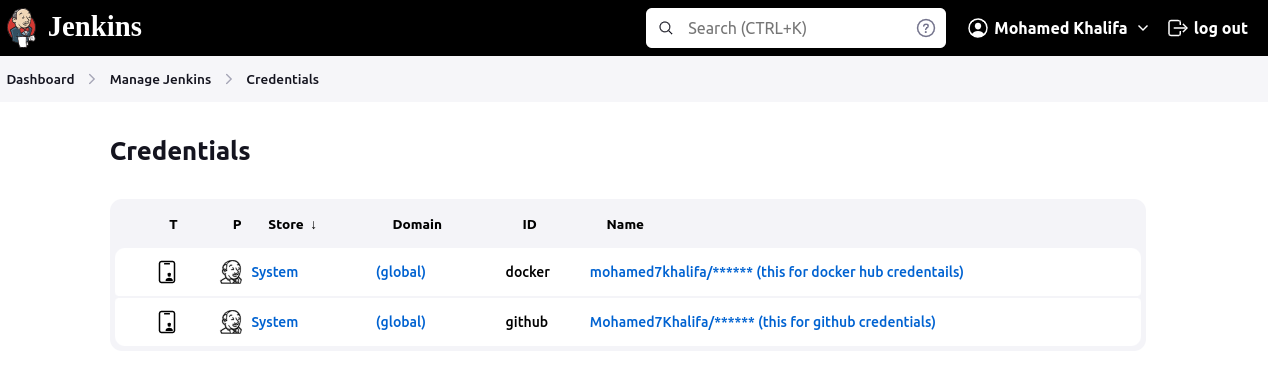 Jenkins Search (CTRL+K) Mohamed Khalifa log out
Dashboard Manage Jenkins Credentials
Credentials
T P Store ↓ Domain ID Name
System (global) docker mohamed7khalifa/****** (this for docker hub credentails)
System (global) github Mohamed7Khalifa/****** (this for github credentials)